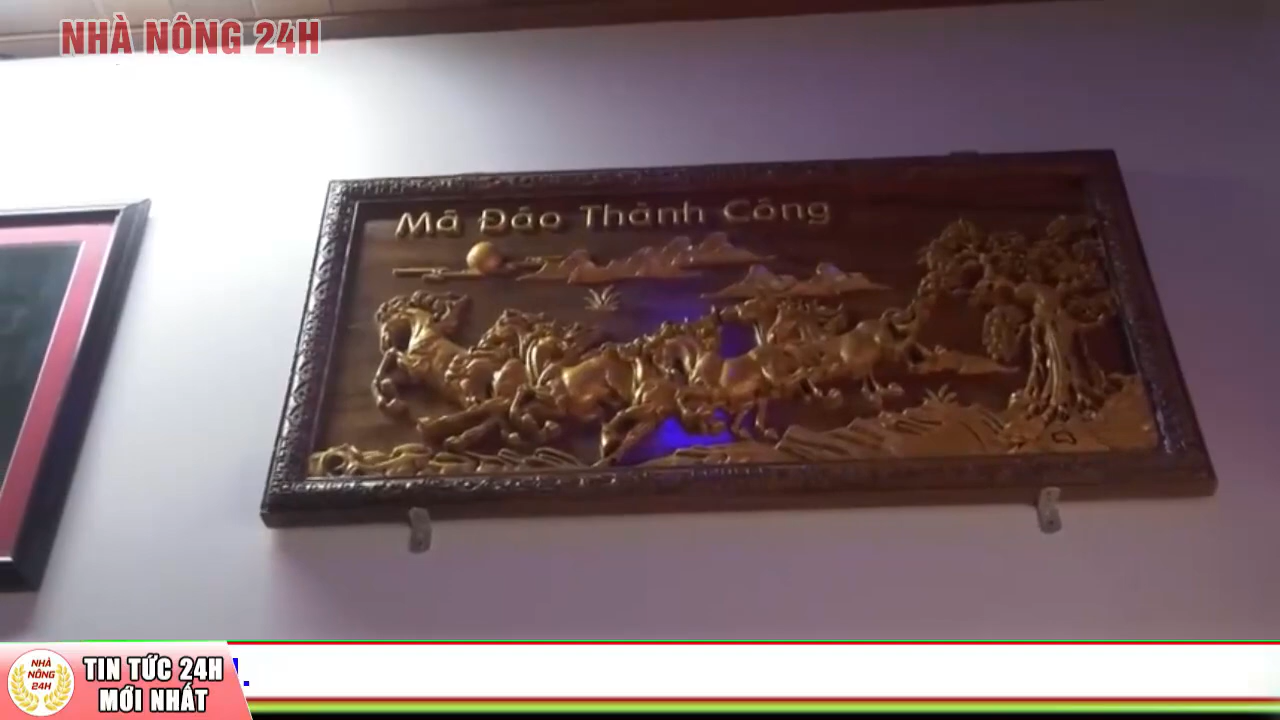 NHÀ NÔNG 24H
Mã Đáo Thành Công
NHÀ
NÔNG
24H
TIN TỨC 24H
MỚI NHẤT